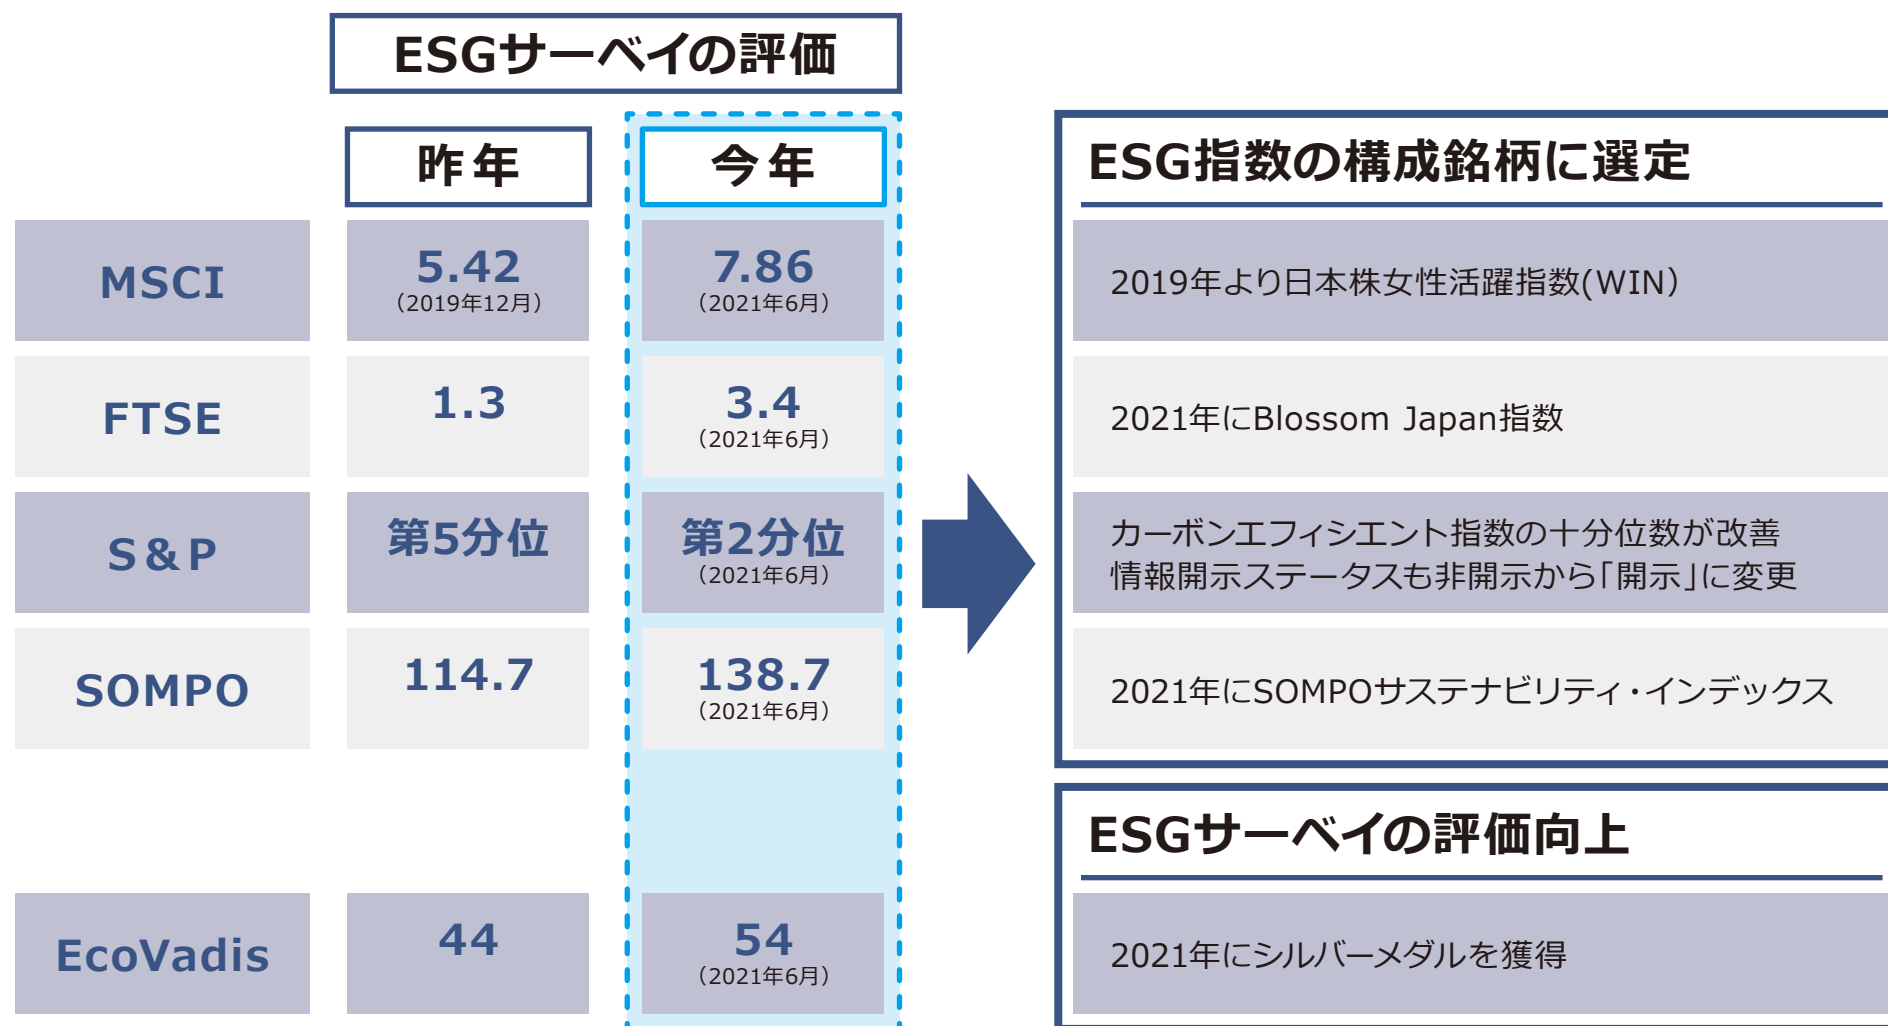 ESGサーベイの評価
昨年
今年
ESG指数の構成銘柄に選定
MSCI
5.42
（2019年12月）
7.86
（2021年6月）
2019年より日本株女性活躍指数(WIN）
FTSE
1.3
3.4
（2021年6月）
2021年にBlossom Japan指数
S&P
第5分位
第2分位
（2021年6月）
カーボンエフィシエント指数の十分位数が改善
情報開示ステータスも非開示から「開示」に変更
SOMPO
114.7
138.7
（2021年6月）
2021年にSOMPOサステナビリティ・インデックス
ESGサーベイの評価向上
EcoVadis
44
54
（2021年6月）
2021年にシルバーメダルを獲得